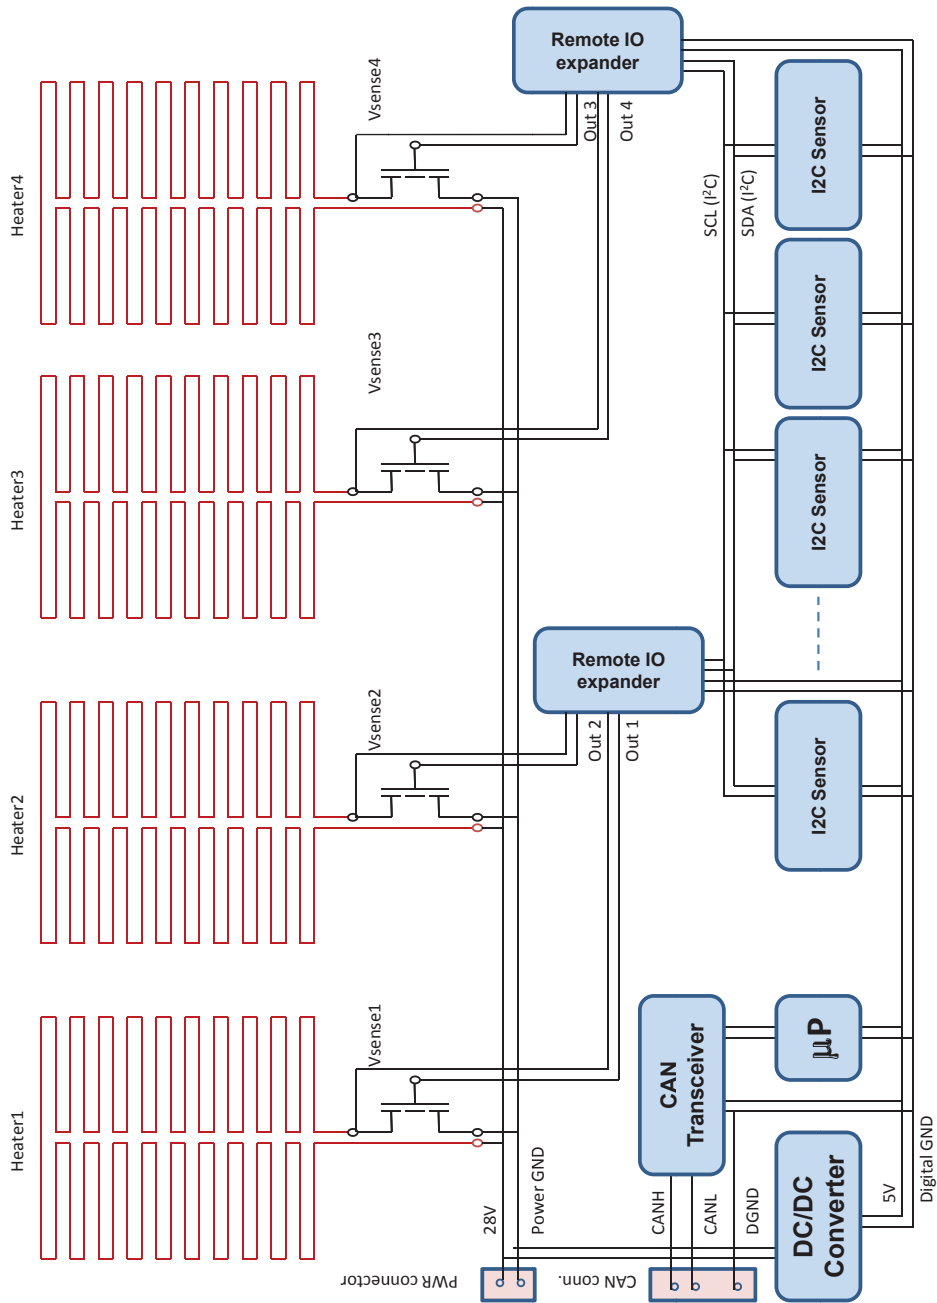 Heater1
Heater2
Heater3
Heater4
Vsense1
Vsense2
Vsense3
Vsense4
PWR connector
28V
Power GND
Out 2
Out 1
Out 3
Out 4
Remote IO
expander
Remote IO
expander
CAN conn.
CANH
CANL
DGND
CAN
Transceiver
SCL (I²C)
SDA (I²C)
DC/DC
Converter
μP
I2C Sensor
I2C Sensor
I2C Sensor
I2C Sensor
5V
Digital GND